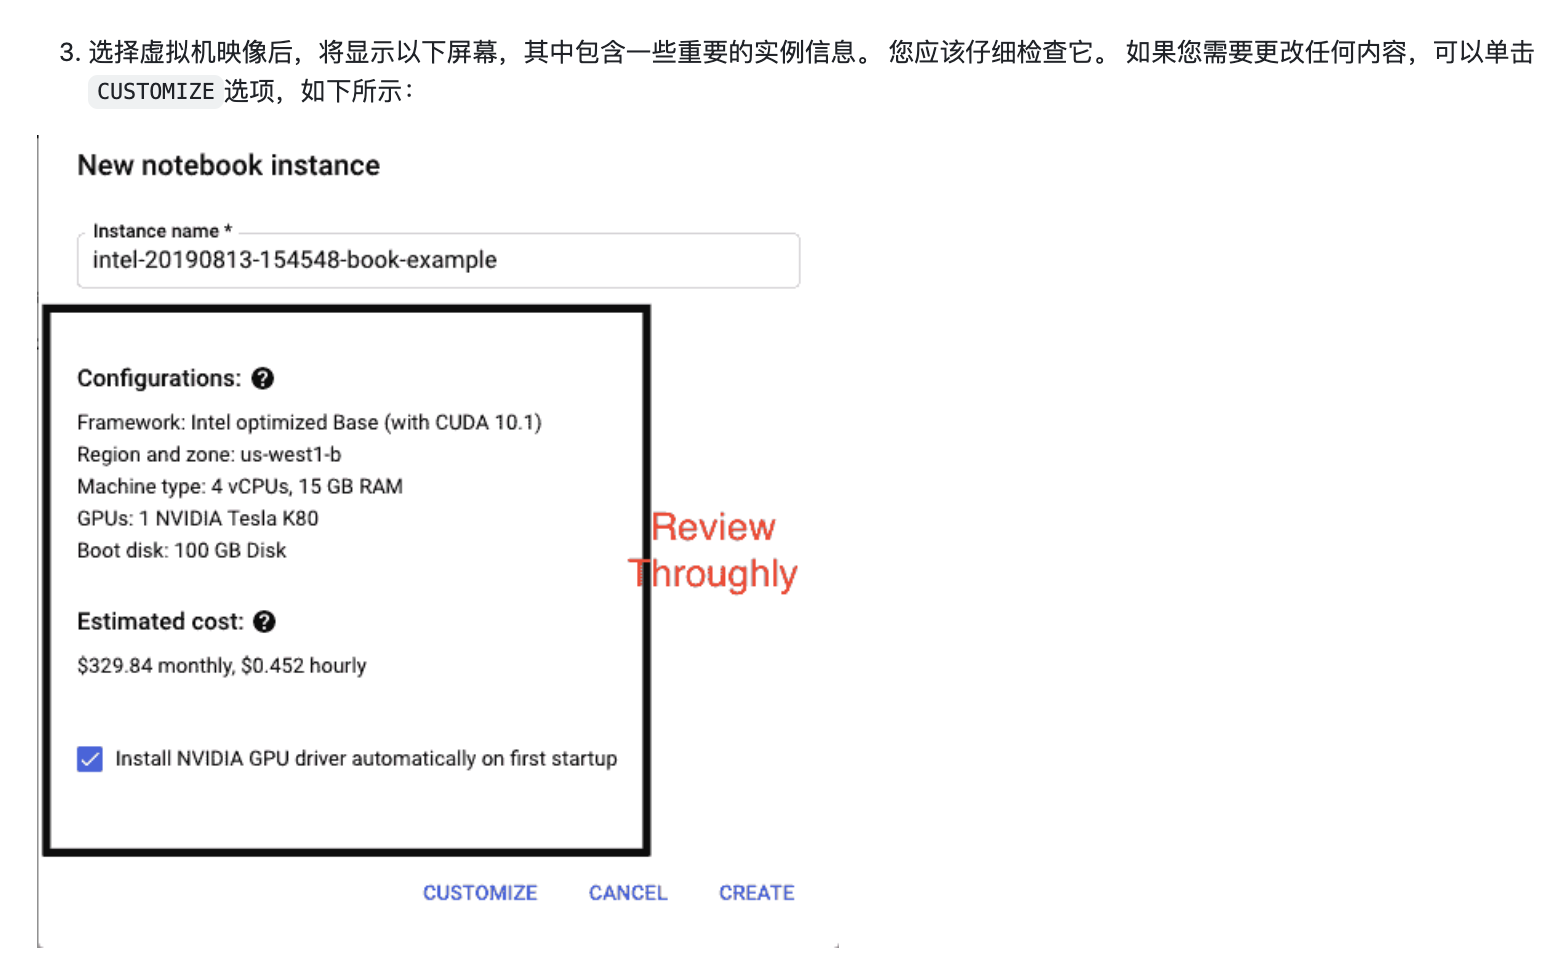 3. 选择虚拟机映像后，将显示以下屏幕，其中包含一些重要的实例信息。 您应该仔细检查它。 如果您需要更改任何内容，可以单击
CUSTOMIZE 选项，如下所示：
New notebook instance
Instance name *
intel-20190813-154548-book-example
Configurations: ?
Framework: Intel optimized Base (with CUDA 10.1)
Region and zone: us-west1-b
Machine type: 4 vCPUs, 15 GB RAM
GPUs: 1 NVIDIA Tesla K80
Boot disk: 100 GB Disk
Review
Throughly
Estimated cost: ?
$329.84 monthly, $0.452 hourly
Install NVIDIA GPU driver automatically on first startup
CUSTOMIZE CANCEL CREATE